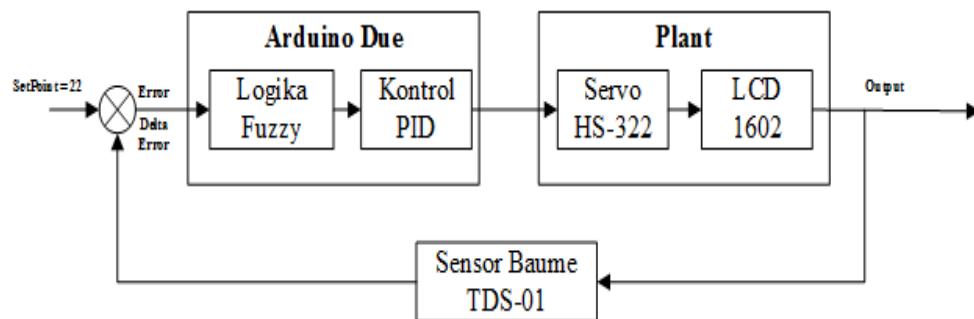 Arduino Due
Plant
SetPoint=22
Error
Delta
Error
Logika
Fuzzy
Kontrol
PID
Servo
HS-322
LCD
1602
Output
Sensor Baume
TDS-01